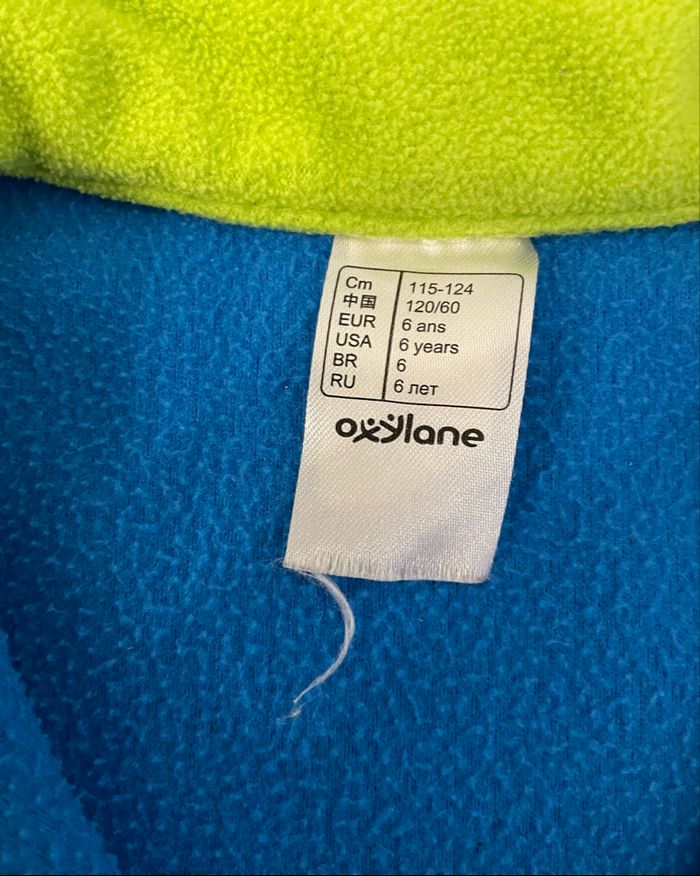 Cm 115-124
中国 120/60
EUR 6 ans
USA 6 years
BR 6
RU 6 лет
oxylane